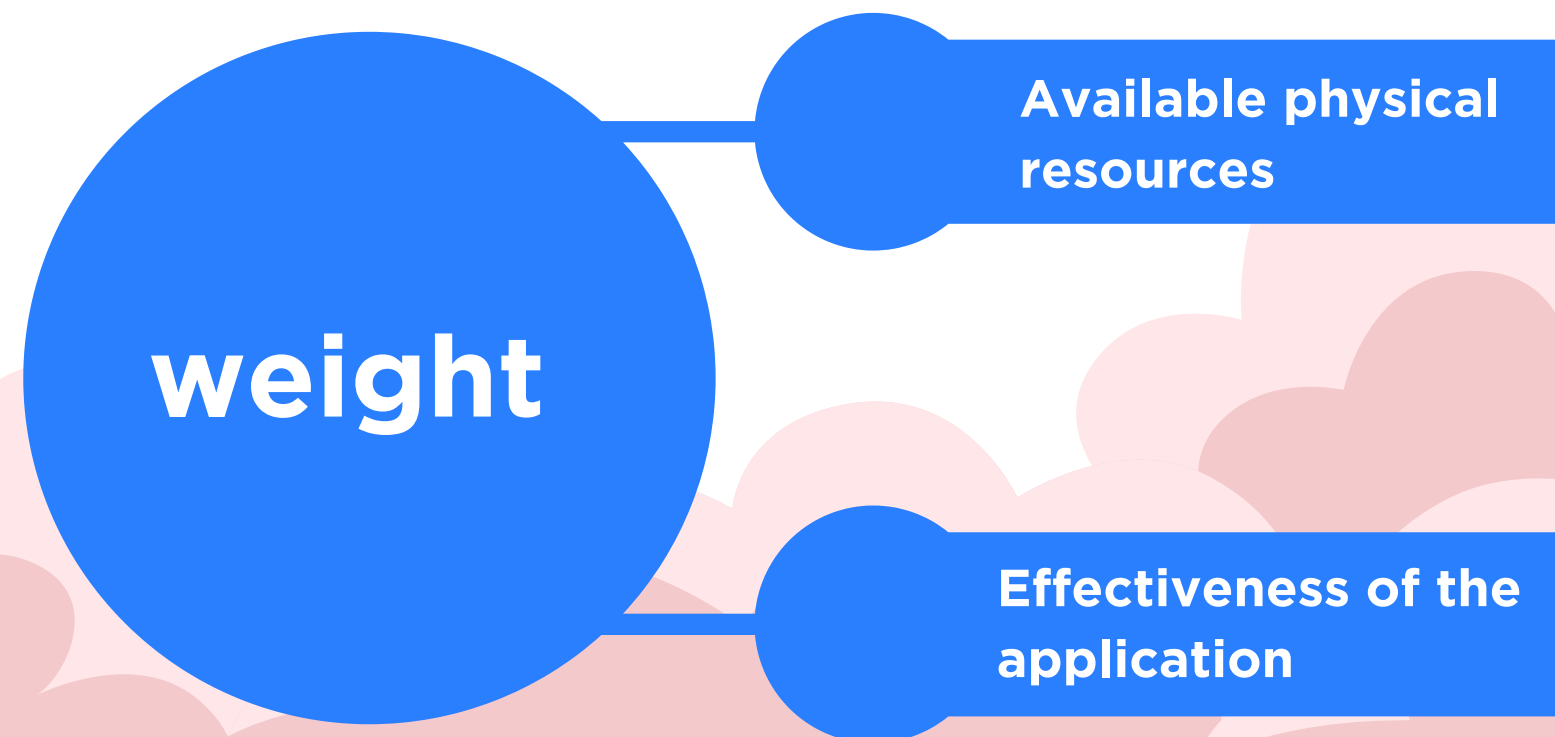 weight
Available physical
resources
Effectiveness of the
application